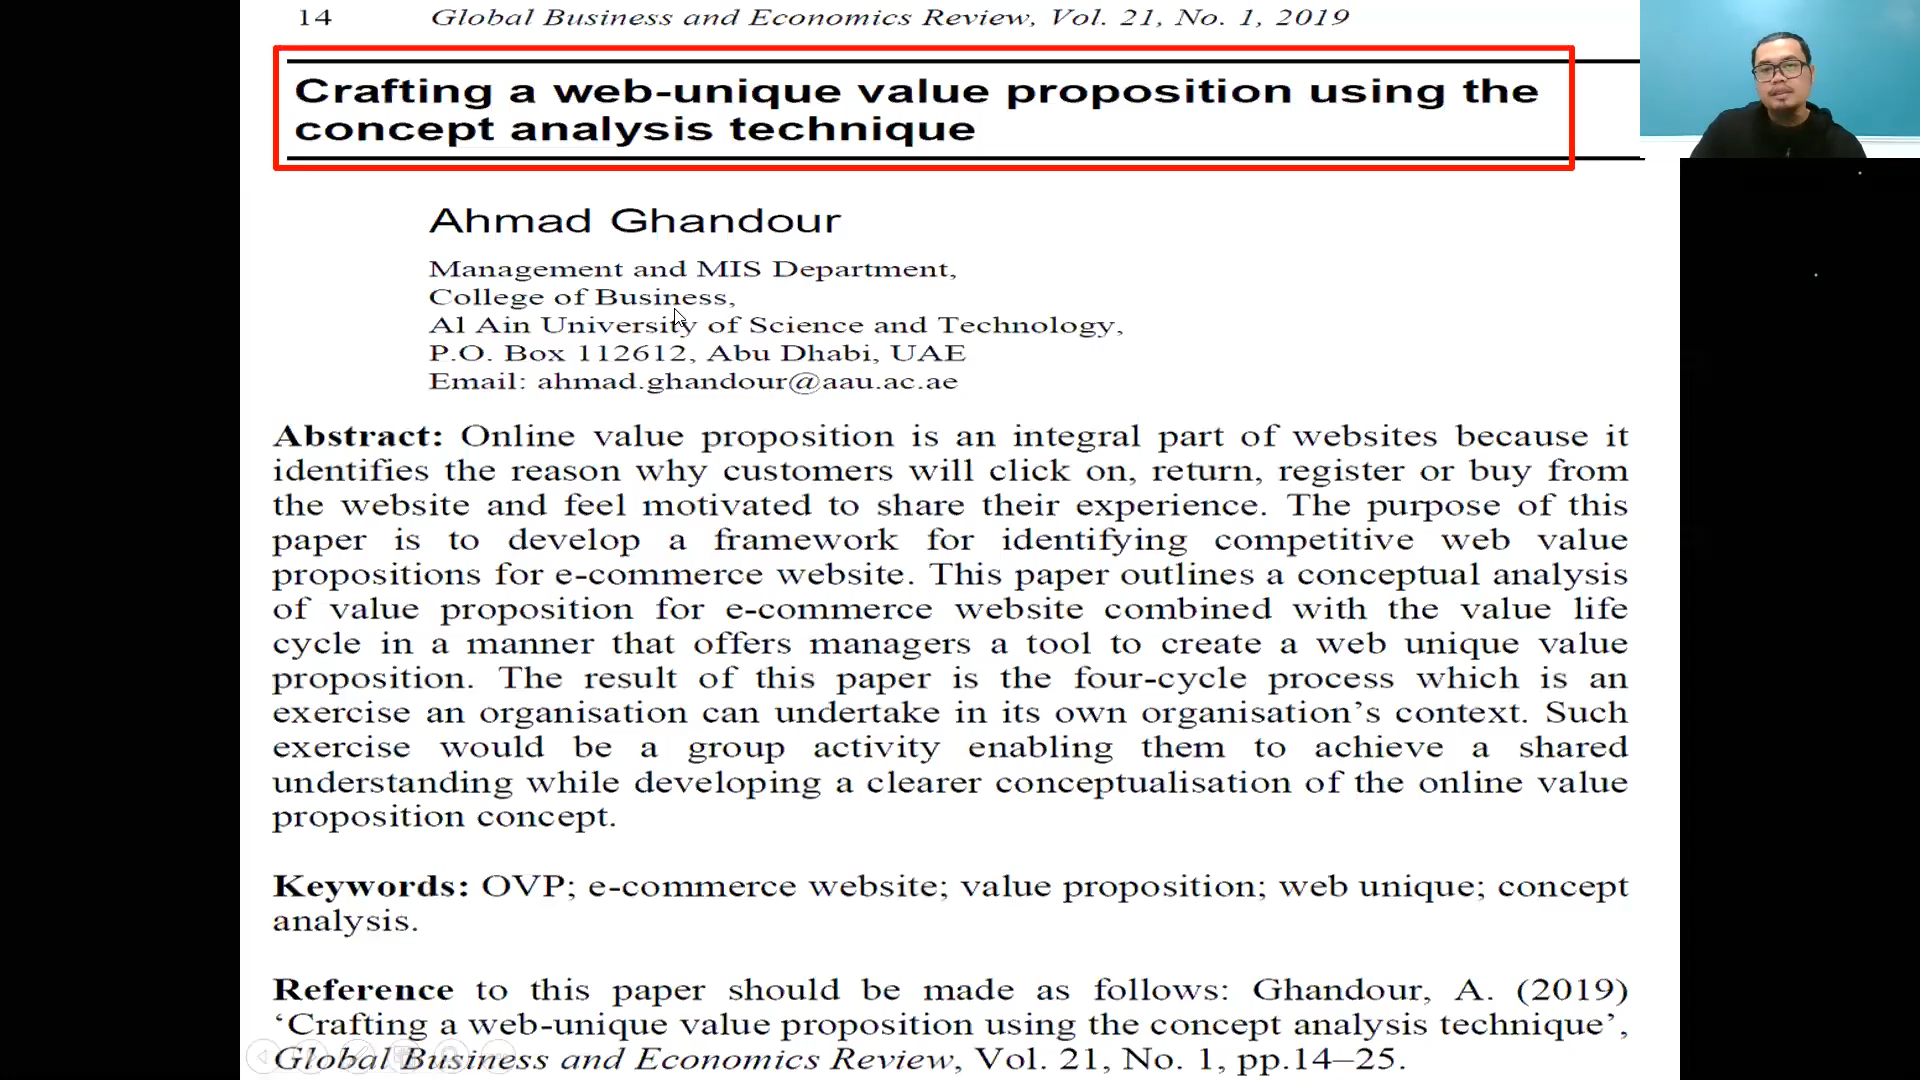 14 Global Business and Economics Review, Vol. 21, No. 1, 2019
Crafting a web-unique value proposition using the
concept analysis technique
Ahmad Ghandour
Management and MIS Department,
College of Business,
Al Ain University of Science and Technology,
P.O. Box 112612, Abu Dhabi, UAE
Email: ahmad.ghandour@aau.ac.ae
Abstract: Online value proposition is an integral part of websites because it
identifies the reason why customers will click on, return, register or buy from
the website and feel motivated to share their experience. The purpose of this
paper is to develop a framework for identifying competitive web value
propositions for e-commerce website. This paper outlines a conceptual analysis
of value proposition for e-commerce website combined with the value life
cycle in a manner that offers managers a tool to create a web unique value
proposition. The result of this paper is the four-cycle process which is an
exercise an organisation can undertake in its own organisation's context. Such
exercise would be a group activity enabling them to achieve a shared
understanding while developing a clearer conceptualisation of the online value
proposition concept.
Keywords: OVP; e-commerce website; value proposition; web unique; concept
analysis.
Reference to this paper should be made as follows: Ghandour, A. (2019)
‘Crafting a web-unique value proposition using the concept analysis technique’,
Global Business and Economics Review, Vol. 21, No. 1, pp.14–25.